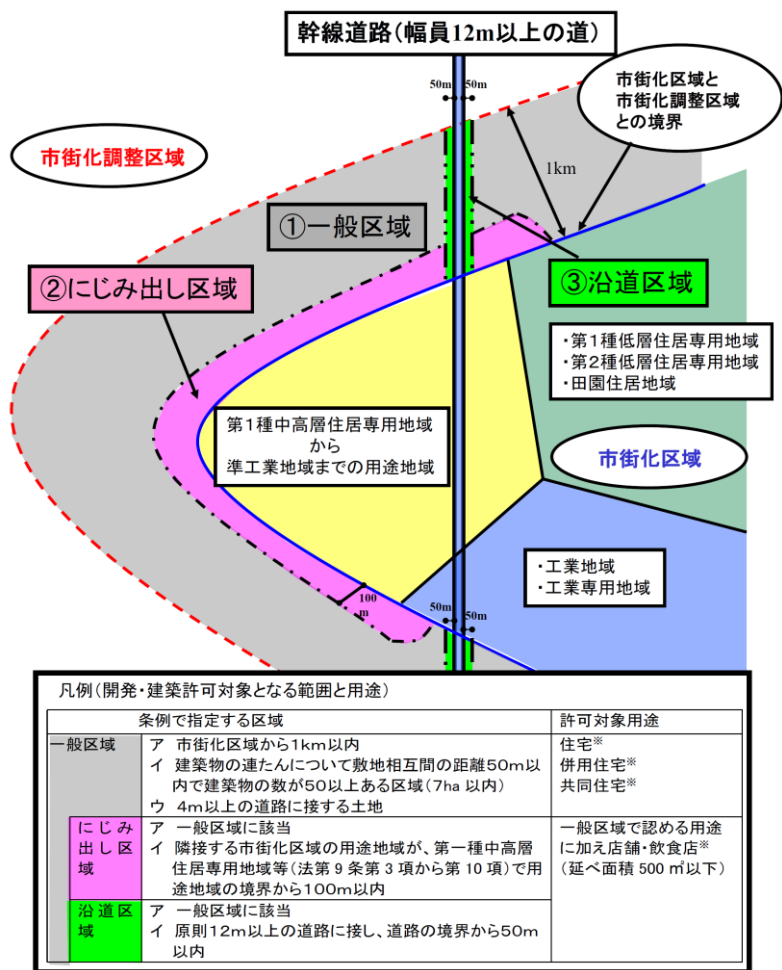 幹線道路(幅員12m以上の道)
50m
50m
市街化区域と
市街化調整区域
との境界
市街化調整区域
1km
①一般区域
②にじみ出し区域
③沿道区域
・第1種低層住居専用地域
・第2種低層住居専用地域
・田園住居地域
第1種中高層住居専用地域
から
準工業地域までの用途地域
市街化区域
・工業地域
・工業専用地域
100
m
50m
50m
凡例(開発・建築許可対象となる範囲と用途)
条例で指定する区域
許可対象用途
一般区域
ア 市街化区域から1km以内
イ 建築物の連たんについて敷地相互間の距離50m以
内で建築物の数が50以上ある区域(7ha 以内)
ウ 4m以上の道路に接する土地
住宅※
併用住宅※
共同住宅※
にじみ
出し区
域
ア 一般区域に該当
イ 隣接する市街化区域の用途地域が、第一種中高層
住居専用地域等(法第9条第3項から第10項)で用
途地域の境界から100m以内
一般区域で認める用途
に加え店舗・飲食店※
(延べ面積 500 ㎡以下)
沿道区
域
ア 一般区域に該当
イ 原則12m以上の道路に接し、道路の境界から50m
以内